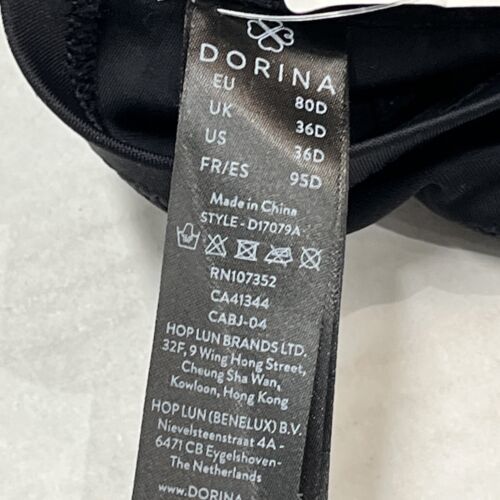 DORINA
EU 80D
UK 36D
US 36D
FR/ES 95D
Made in China
STYLE - D17079A
RN107352
CA41344
CABJ-04
HOP LUN BRANDS LTD.
32F, 9 Wing Hong Street,
Cheung Sha Wan,
Kowloon, Hong Kong
HOP LUN (BENELUX) B.V.
Nievelsteenstraat 4A -
6471 CB Eygelshoven-
The Netherlands
www.DORINA